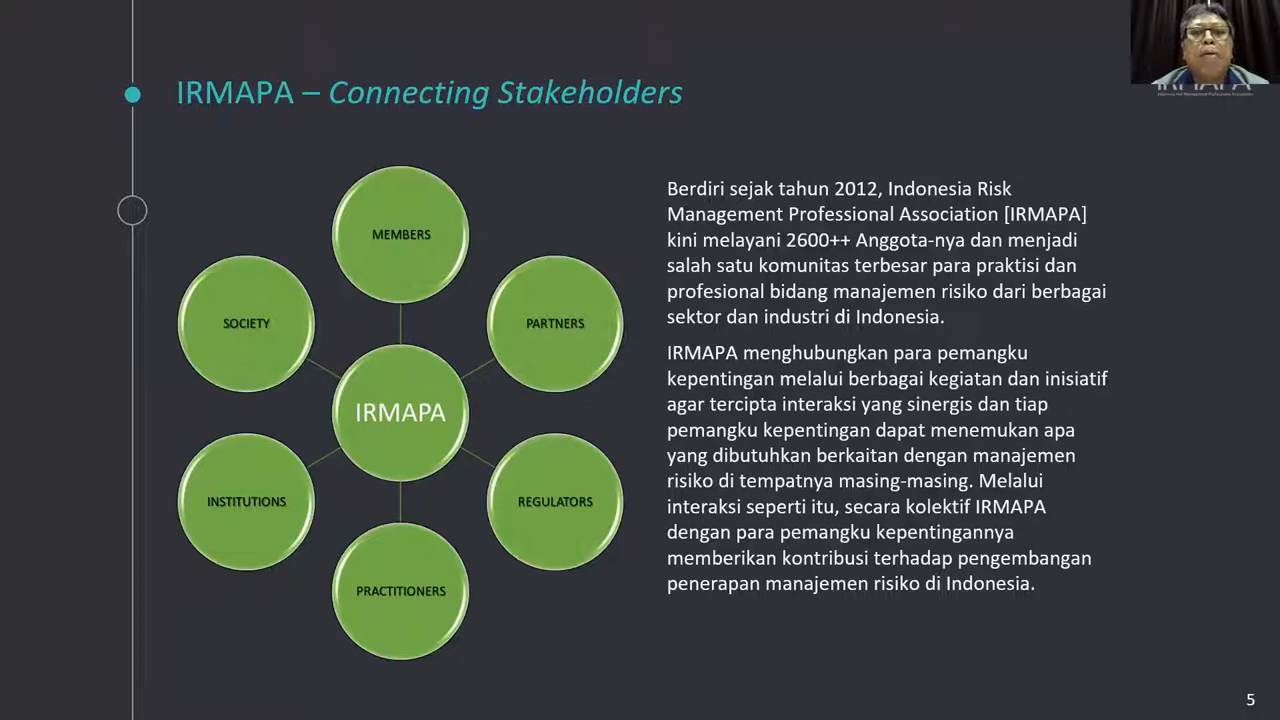 IRMAPA – Connecting Stakeholders
MEMBERS
SOCIETY
PARTNERS
IRMAPA
INSTITUTIONS
REGULATORS
PRACTITIONERS
Berdiri sejak tahun 2012, Indonesia Risk
Management Professional Association [IRMAPA]
kini melayani 2600++ Anggota-nya dan menjadi
salah satu komunitas terbesar para praktisi dan
profesional bidang manajemen risiko dari berbagai
sektor dan industri di Indonesia.
IRMAPA menghubungkan para pemangku
kepentingan melalui berbagai kegiatan dan inisiatif
agar tercipta interaksi yang sinergis dan tiap
pemangku kepentingan dapat menemukan apa
yang dibutuhkan berkaitan dengan manajemen
risiko di tempatnya masing-masing. Melalui
interaksi seperti itu, secara kolektif IRMAPA
dengan para pemangku kepentingannya
memberikan kontribusi terhadap pengembangan
penerapan manajemen risiko di Indonesia.
5